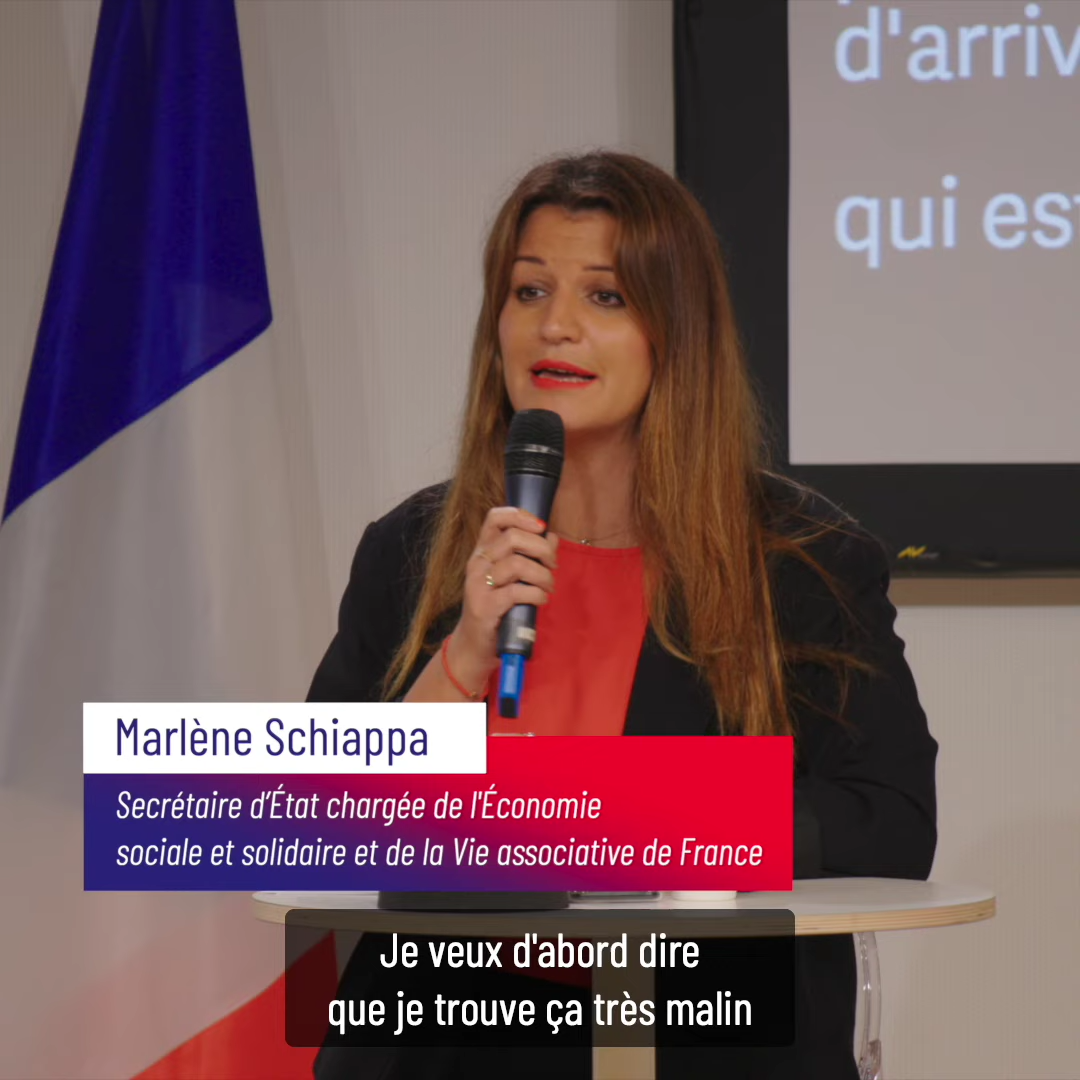 d'arriv
qui es
Marlène Schiappa
Secrétaire d'État chargée de l'Économie
sociale et solidaire et de la Vie associative de France
Je veux d'abord dire
que je trouve ça très malin